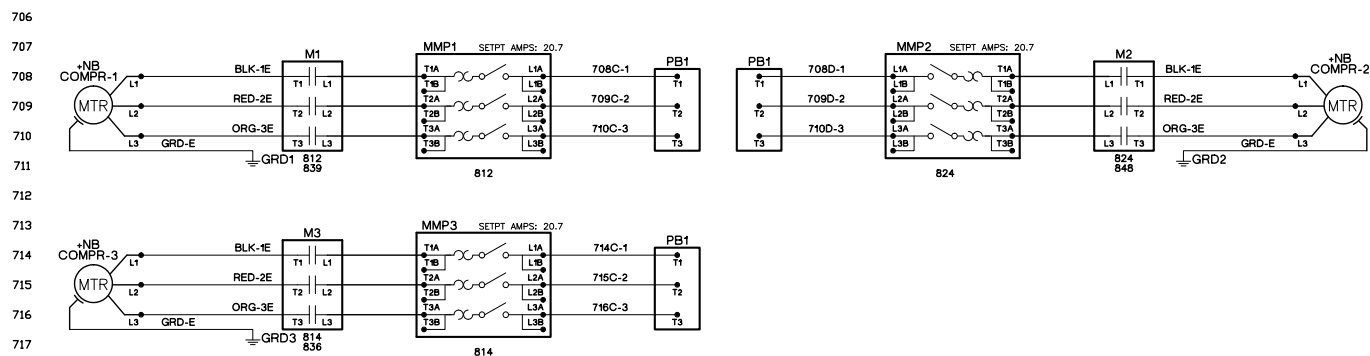 706
707
MMP1 SETPT AMPS: 20.7
MMP2 SETPT AMPS: 20.7
+NB
COMPR-1
M1
PB1
PB1
M2
+NB
COMPR-2
708
L1
BLK-1E
T1 L1
T1A L1A
T1B L1B
708C-1
T1
T1
708D-1
L1A T1A
L1B T1B
L1 T1
BLK-1E
L1
709
MTR
L2
RED-2E
T2 L2
T2A L2A
T2B L2B
709C-2
T2
T2
709D-2
L2A T2A
L2B T2B
L2 T2
RED-2E
L2
MTR
710
L3
ORG-3E
GRD-E
T3 L3
T3A L3A
T3B L3B
710C-3
T3
T3
710D-3
L3A T3A
L3B T3B
L3 T3
ORG-3E
GRD-E
L3
711
GRD1
812
839
812
824
824
848
GRD2
712
713
MMP3 SETPT AMPS: 20.7
+NB
COMPR-3
M3
PB1
714
L1
BLK-1E
T1 L1
T1A L1A
T1B L1B
714C-1
T1
715
MTR
L2
RED-2E
T2 L2
T2A L2A
T2B L2B
715C-2
T2
716
L3
ORG-3E
GRD-E
T3 L3
T3A L3A
T3B L3B
716C-3
T3
717
GRD3
814
836
814